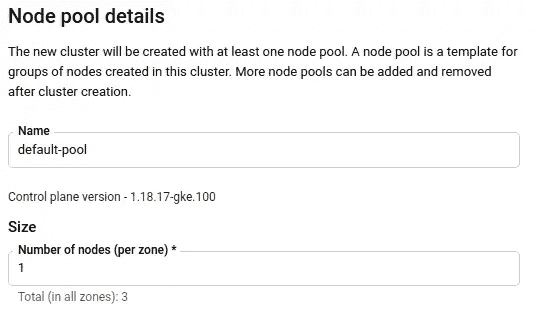 Node pool details
The new cluster will be created with at least one node pool. A node pool is a template for
groups of nodes created in this cluster. More node pools can be added and removed
after cluster creation.
Name
default-pool
Control plane version - 1.18.17-gke.100
Size
Number of nodes (per zone) *
1
Total (in all zones): 3